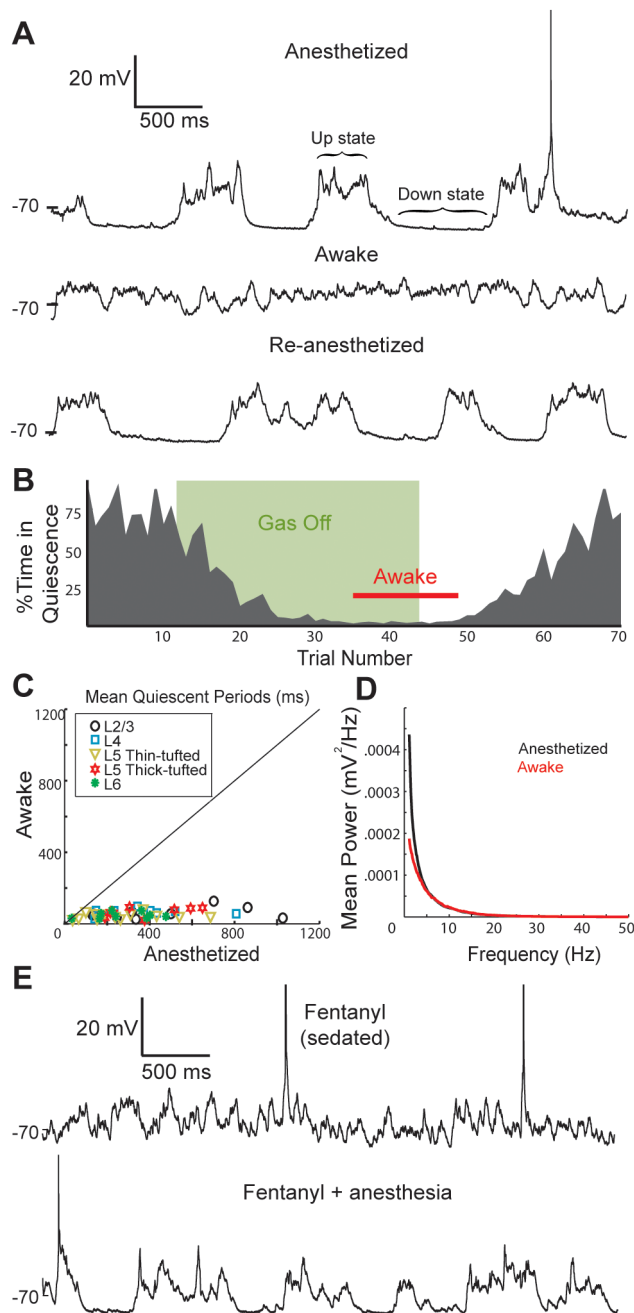 A
Anesthetized
20 mV
500 ms
Up state
Down state
-70
Awake
-70
Re-anesthetized
-70
B
%Time in
Quiescence
75
50
25
Gas Off
Awake
10 20 30 40 50 60 70
Trial Number
C
Mean Quiescent Periods (ms)
1200
L2/3
L4
L5 Thin-tufted
L5 Thick-tufted
L6
Awake
800
400
0
0 400 800 1200
Anesthetized
D
Mean Power (mV²/Hz)
.0004
.0003
.0002
.0001
Anesthetized
Awake
10 20 30 40 50
Frequency (Hz)
E
20 mV
500 ms
Fentanyl
(sedated)
-70
Fentanyl + anesthesia
-70